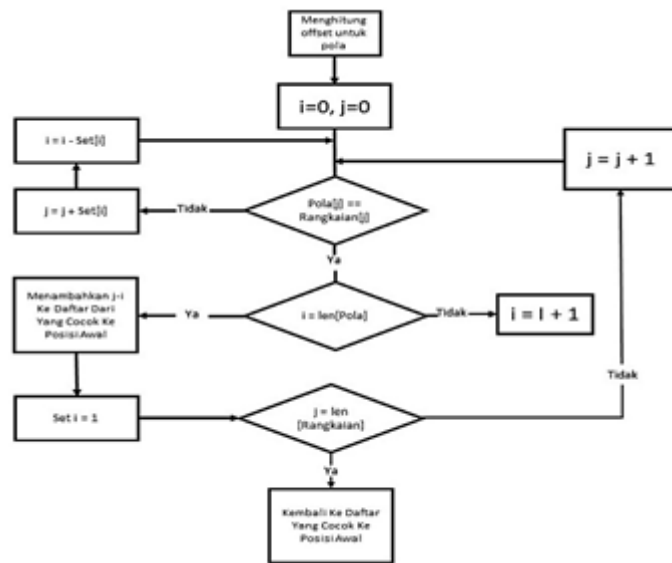 Menghitung
offset untuk
pola
i=0, j=0
i = i - Set[i]
j = j + 1
j = j + Set[i]
Tidak
Pola[j] ==
Rangkaian[j]
Ya
Menambahkan j-i
Ke Daftar Dari
Yang Cocok Ke
Posisi Awal
Ya
i = len[Pola]
Tidak
i = I + 1
Tidak
Set i = 1
j = len
[Rangkaian]
Ya
Kembali Ke Daftar
Yang Cocok Ke
Posisi Awal